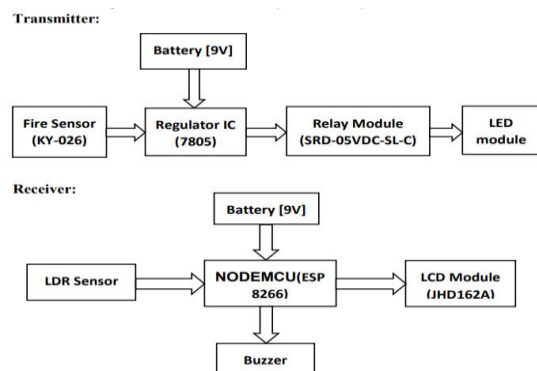 Transmitter:
Battery [9V]
Fire Sensor
(KY-026)
Regulator IC
(7805)
Relay Module
(SRD-05VDC-SL-C)
LED
module
Receiver:
Battery [9V]
LDR Sensor
NODEMCU(ESP
8266)
LCD Module
(JHD162A)
Buzzer